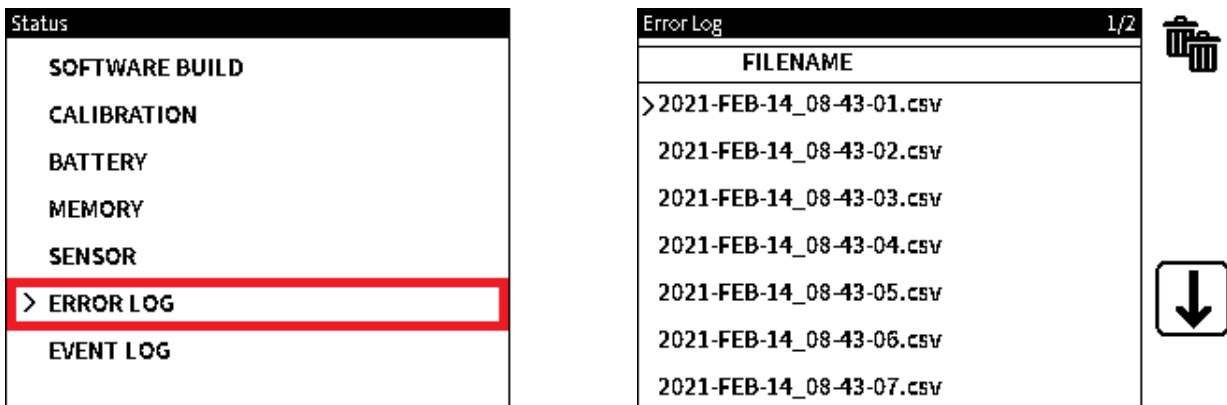 Status
SOFTWARE BUILD
CALIBRATION
BATTERY
MEMORY
SENSOR
> ERROR LOG
EVENT LOG
Error Log 1/2
FILENAME
>2021-FEB-14_08-43-01.csv
2021-FEB-14_08-43-02.csv
2021-FEB-14_08-43-03.csv
2021-FEB-14_08-43-04.csv
2021-FEB-14_08-43-05.csv
2021-FEB-14_08-43-06.csv
2021-FEB-14_08-43-07.csv